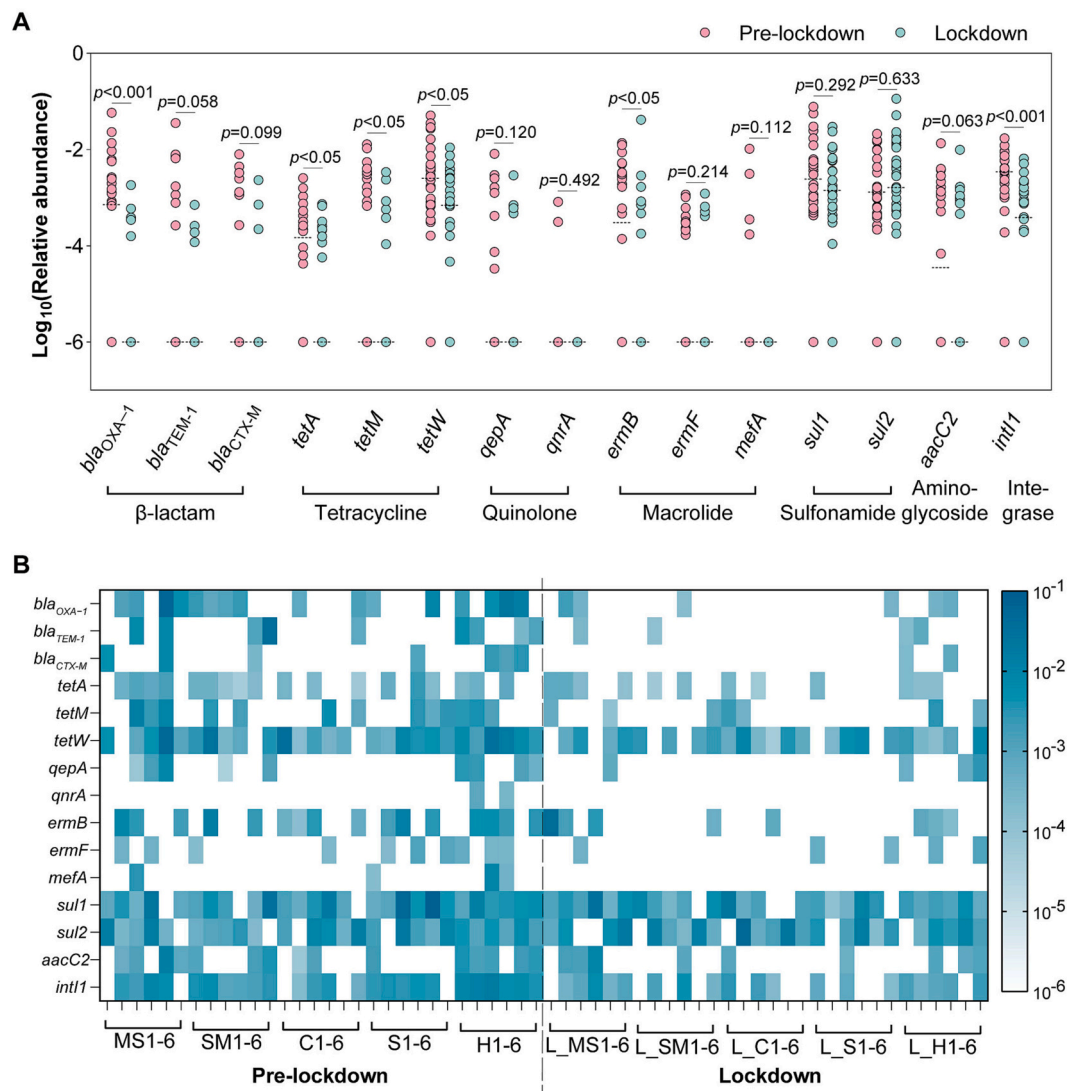 A
Pre-lockdown Lockdown
Log10(Relative abundance)
0
-2
-4
-6
p<0.001
p=0.058
p=0.099
p<0.05
p<0.05
p<0.05
p=0.120
p=0.492
p<0.05
p=0.214
p=0.112
p=0.292
p=0.633
p=0.063
p<0.001
blaOXA−1 blaTEM-1 blaCTX-M tetA tetM tetW qepA qnrA ermB ermF mefA sul1 sul2 aacC2 intI1
β-lactam Tetracycline Quinolone Macrolide Sulfonamide Amino-glycoside Inte-grase
B
blaOXA−1
blaTEM-1
blaCTX-M
tetA
tetM
tetW
qepA
qnrA
ermB
ermF
mefA
sul1
sul2
aacC2
intI1
10-1
10-2
10-3
10-4
10-5
10-6
MS1-6 SM1-6 C1-6 S1-6 H1-6 L_MS1-6 L_SM1-6 L_C1-6 L_S1-6 L_H1-6
Pre-lockdown Lockdown